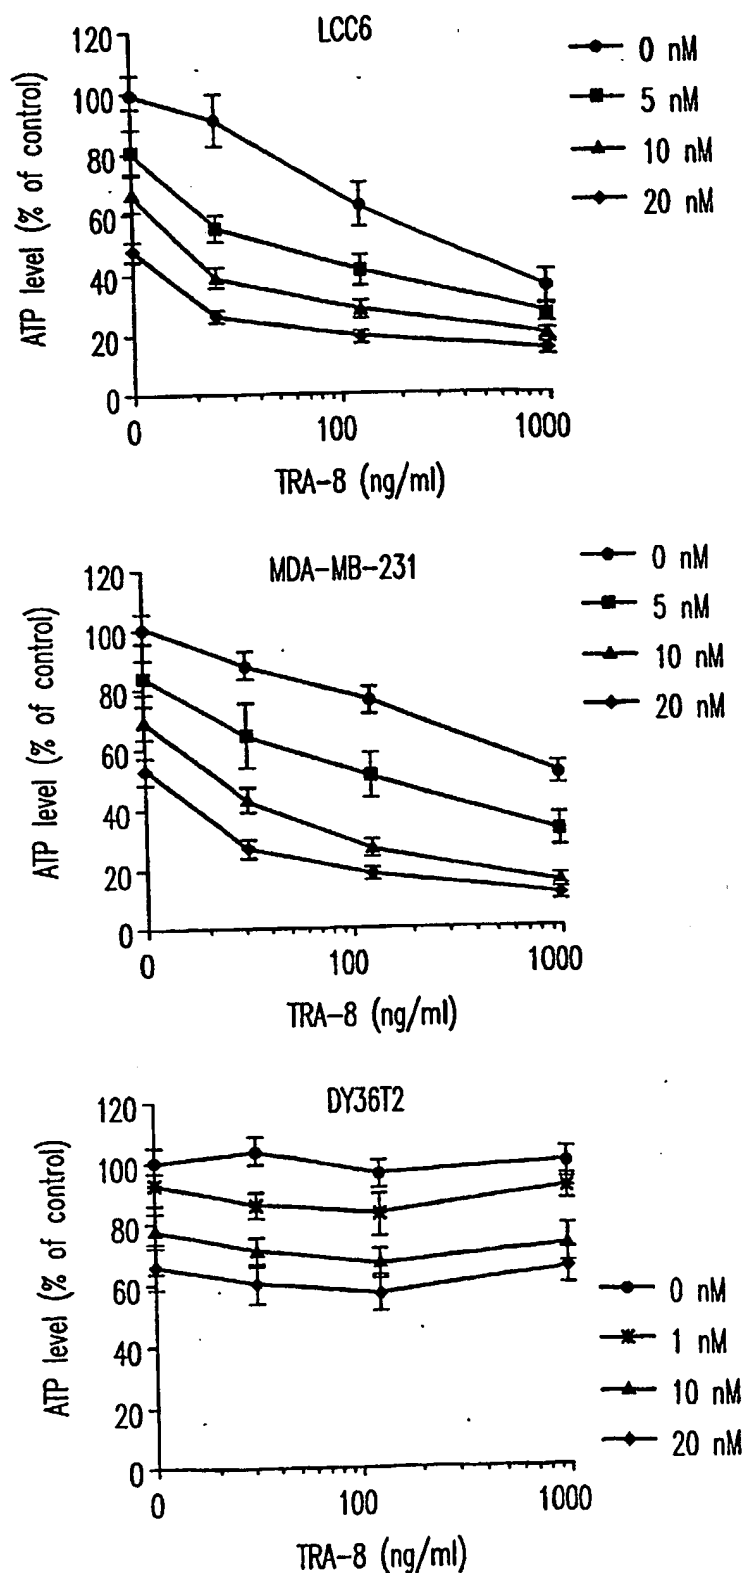 LCC6
0 nM
5 nM
10 nM
20 nM
ATP level (% of control)
120
100
80
60
40
20
0
0
100
1000
TRA-8 (ng/ml)
MDA-MB-231
0 nM
5 nM
10 nM
20 nM
ATP level (% of control)
120
100
80
60
40
20
0
0
100
1000
TRA-8 (ng/ml)
DY36T2
0 nM
1 nM
10 nM
20 nM
ATP level (% of control)
120
100
80
60
40
20
0
0
100
1000
TRA-8 (ng/ml)